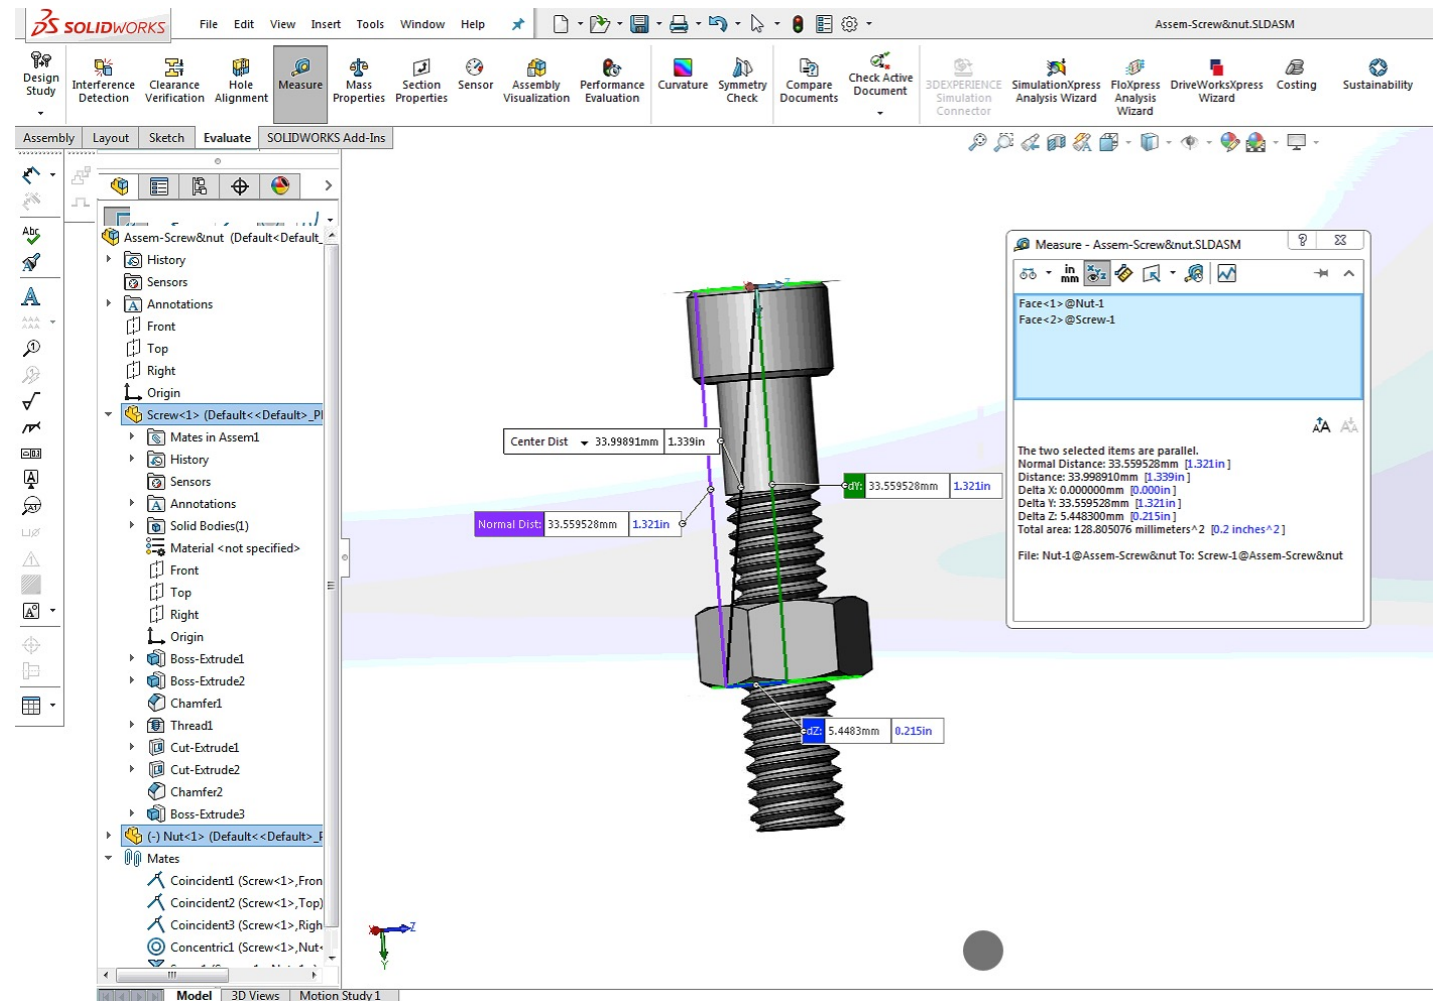 SOLIDWORKS
File Edit View Insert Tools Window Help
Assem-Screw&nut.SLDASM
Design Study
Interference Detection
Clearance Verification
Hole Alignment
Measure
Mass Properties
Section Properties
Sensor
Assembly Visualization
Performance Evaluation
Curvature
Symmetry Check
Compare Documents
Check Active Document
3DEXPERIENCE Simulation Connector
SimulationXpress Analysis Wizard
FloXpress Analysis Wizard
DriveWorksXpress Wizard
Costing
Sustainability
Assembly Layout Sketch Evaluate SOLIDWORKS Add-Ins
Assem-Screw&nut (Default<Default_
History
Sensors
Annotations
Front
Top
Right
Origin
Screw<1> (Default<<Default>_P
Mates in Assem1
History
Sensors
Annotations
Solid Bodies(1)
Material <not specified>
Front
Top
Right
Origin
Boss-Extrude1
Boss-Extrude2
Chamfer1
Thread1
Cut-Extrude1
Cut-Extrude2
Chamfer2
Boss-Extrude3
(-) Nut<1> (Default<<Default>_
Mates
Coincident1 (Screw<1>,Fron
Coincident2 (Screw<1>,Top)
Coincident3 (Screw<1>,Righ
Concentric1 (Screw<1>,Nut<
Model 3D Views Motion Study 1
Center Dist 33.99891mm 1.339in
Normal Dist: 33.559528mm 1.321in
dY: 33.559528mm 1.321in
dZ: 5.4483mm 0.215in
Z
Y
Measure - Assem-Screw&nut.SLDASM
in mm
Face<1>@Nut-1
Face<2>@Screw-1
The two selected items are parallel.
Normal Distance: 33.559528mm [1.321in]
Distance: 33.998910mm [1.339in]
Delta X: 0.000000mm [0.000in]
Delta Y: 33.559528mm [1.321in]
Delta Z: 5.448300mm [0.215in]
Total area: 128.805076 millimeters^2 [0.2 inches^2]
File: Nut-1@Assem-Screw&nut To: Screw-1@Assem-Screw&nut